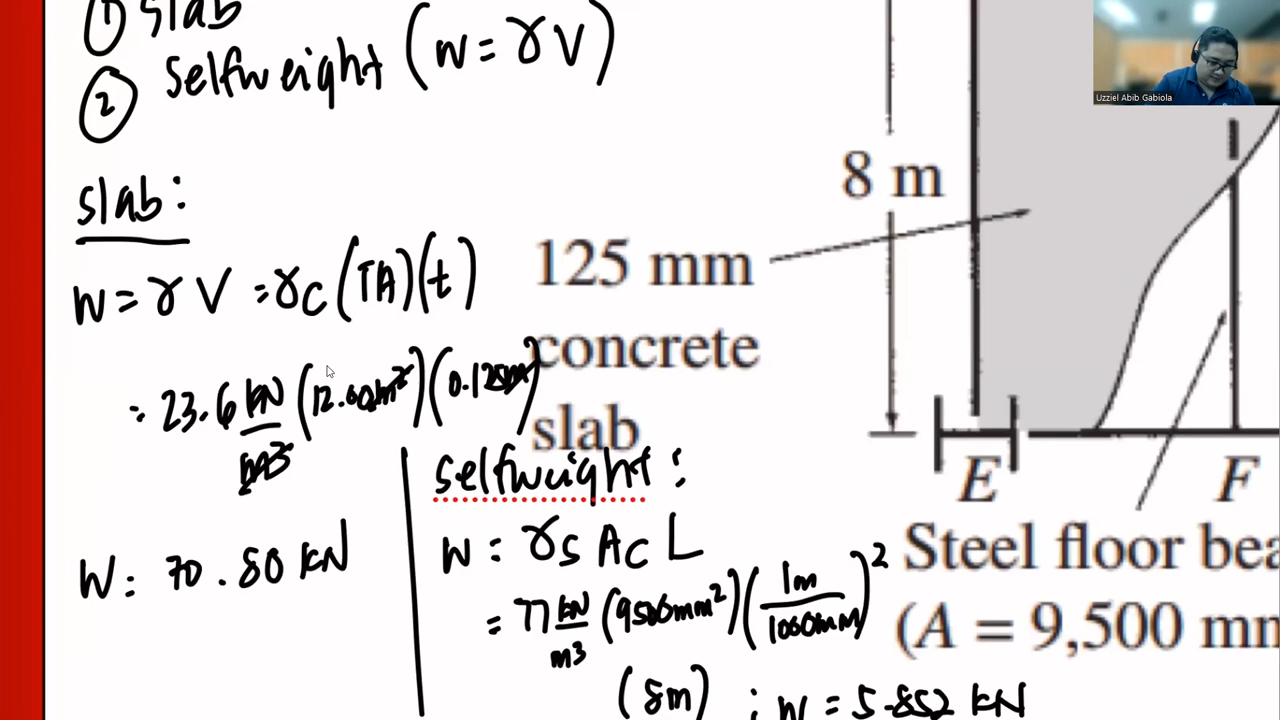 ① slab
② Selfweight (W = γV)
slab:
W = γV = γc (TA)(t)
= 23.6 kN/m3 (12.00m²)(0.125m)
W = 70.80 kN
selfweight:
W = γs Ac L
= 77 kN/m3 (9500mm²)(1m/1000mm)²
(8m) ; W = 5.852 KN
8 m
125 mm
concrete
slab
E
F
Steel floor bea
(A = 9,500 mm
Uzziel Abib Gabiola